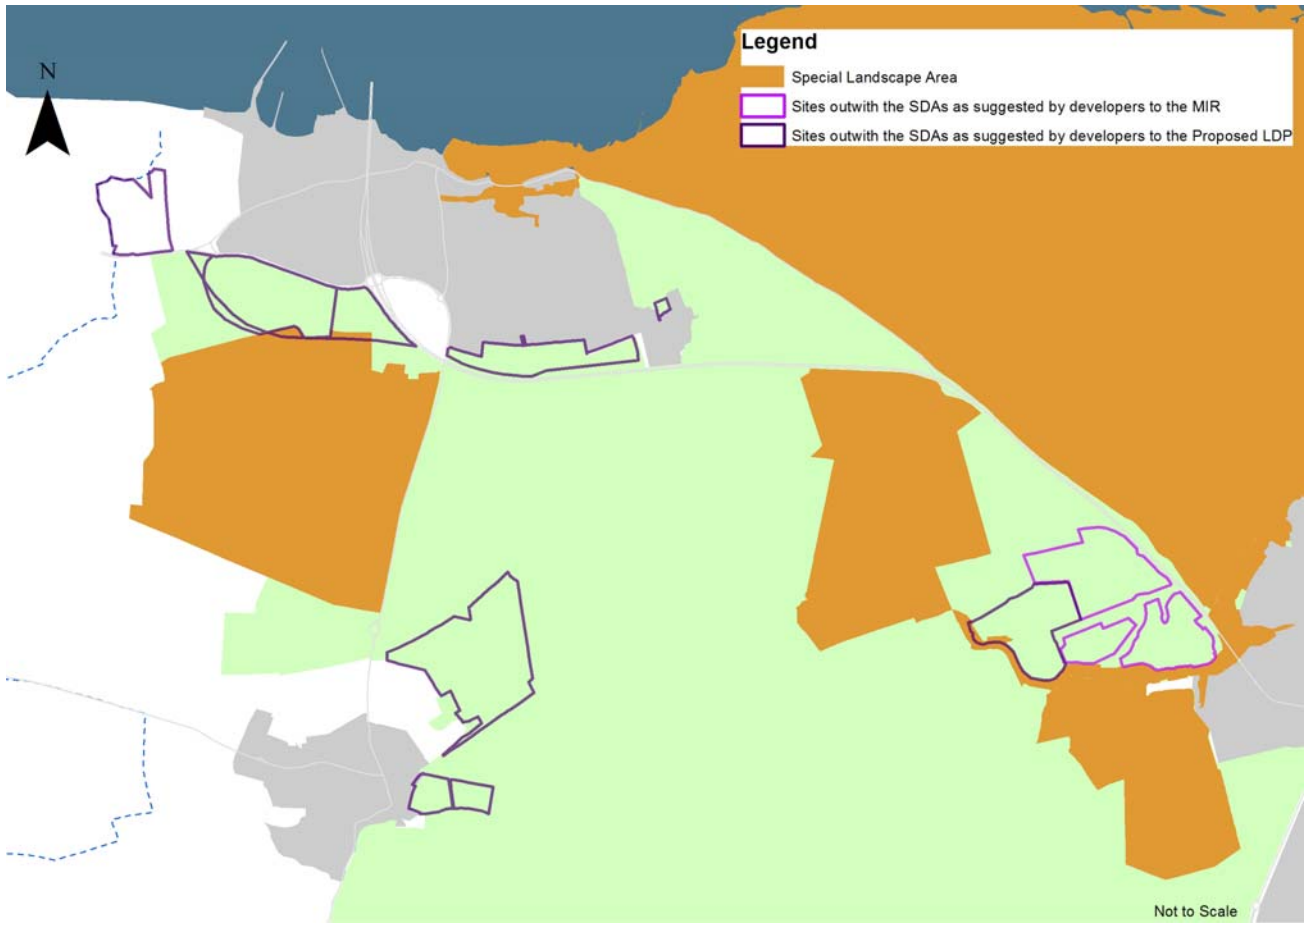 N
Legend
Special Landscape Area
Sites outwith the SDAs as suggested by developers to the MIR
Sites outwith the SDAs as suggested by developers to the Proposed LDP
Not to Scale